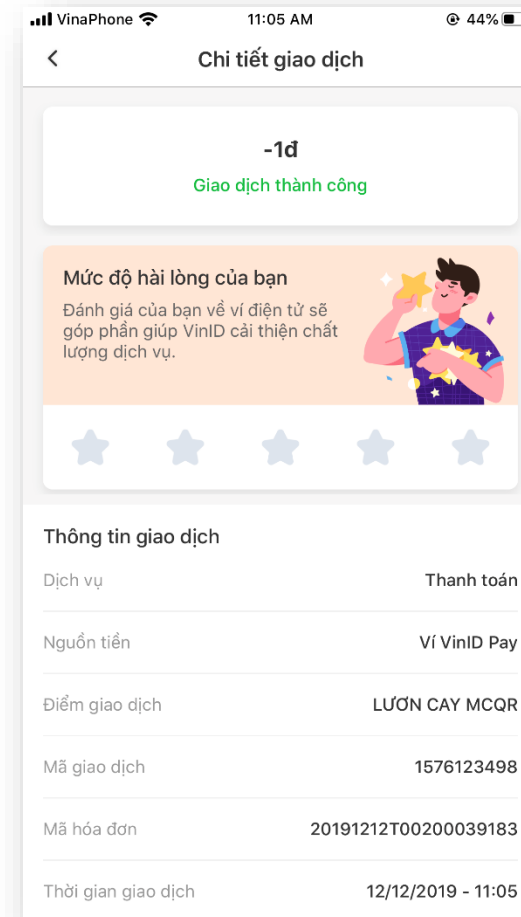 VinaPhone 11:05 AM 44%
Chi tiết giao dịch
-1đ
Giao dịch thành công
Mức độ hài lòng của bạn
Đánh giá của bạn về ví điện tử sẽ
góp phần giúp VinID cải thiện chất
lượng dịch vụ.
Thông tin giao dịch
Dịch vụ Thanh toán
Nguồn tiền Ví VinID Pay
Điểm giao dịch LƯƠN CAY MCQR
Mã giao dịch 1576123498
Mã hóa đơn 20191212T00200039183
Thời gian giao dịch 12/12/2019 - 11:05